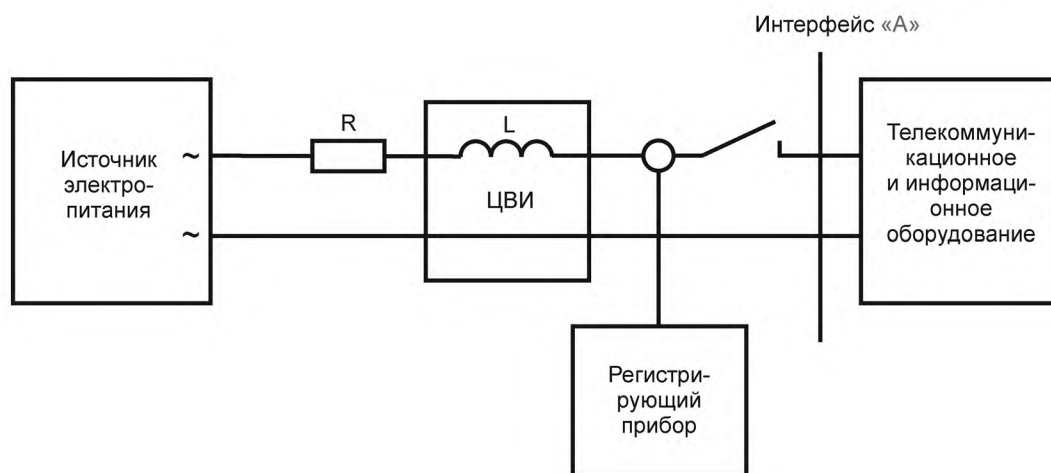 Интерфейс «А»
Источник
электро-
питания
~
~
R
L
ЦВИ
Телекоммуни-
кационное
и информаци-
онное
оборудование
Регистри-
рующий
прибор